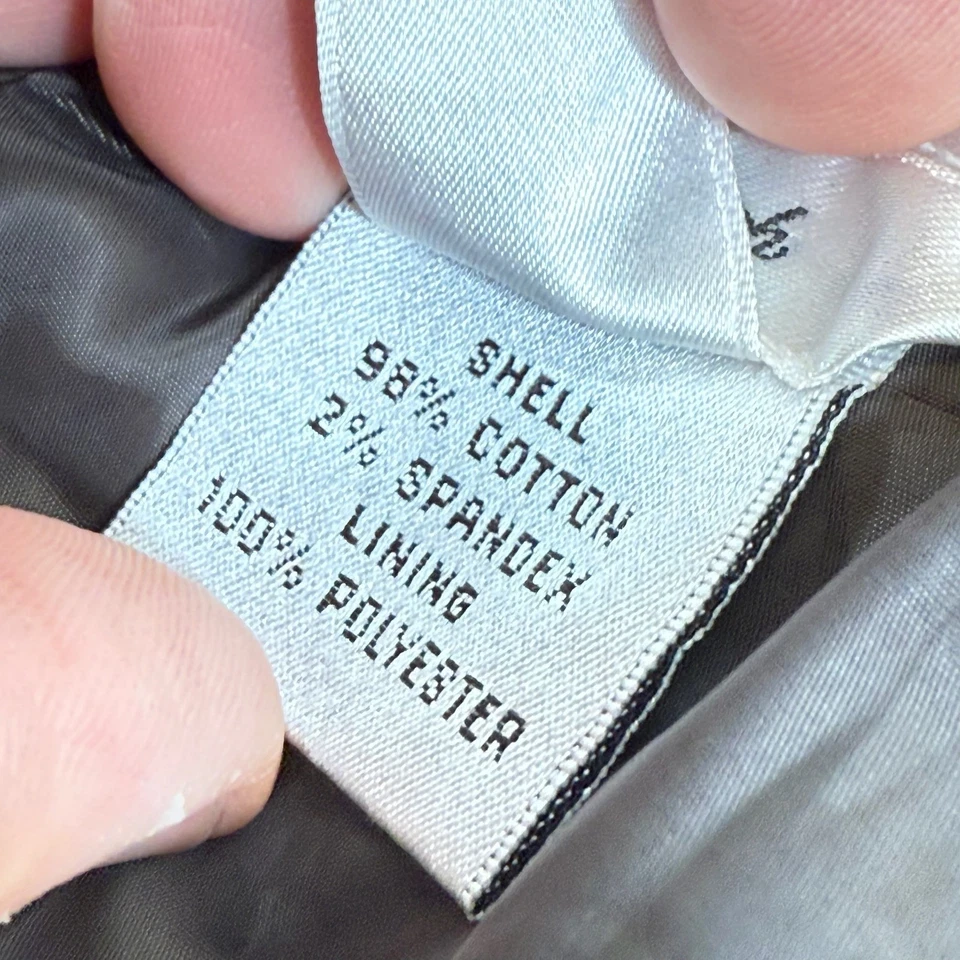 SHELL
98% COTTON
2% SPANDEX
LINING
100% POLYESTER